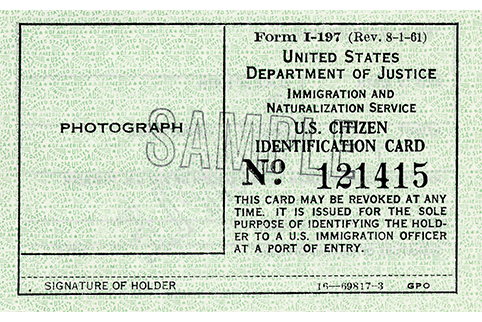 Form I-197 (Rev. 8-1-61)
UNITED STATES
DEPARTMENT OF JUSTICE
IMMIGRATION AND
NATURALIZATION SERVICE
PHOTOGRAPH
SAMPLE
U.S. CITIZEN
IDENTIFICATION CARD
No. 121415
THIS CARD MAY BE REVOKED AT ANY
TIME. IT IS ISSUED FOR THE SOLE
PURPOSE OF IDENTIFYING THE HOLD-
ER TO A U.S. IMMIGRATION OFFICER
AT A PORT OF ENTRY.
SIGNATURE OF HOLDER 16—69817-3 GPO